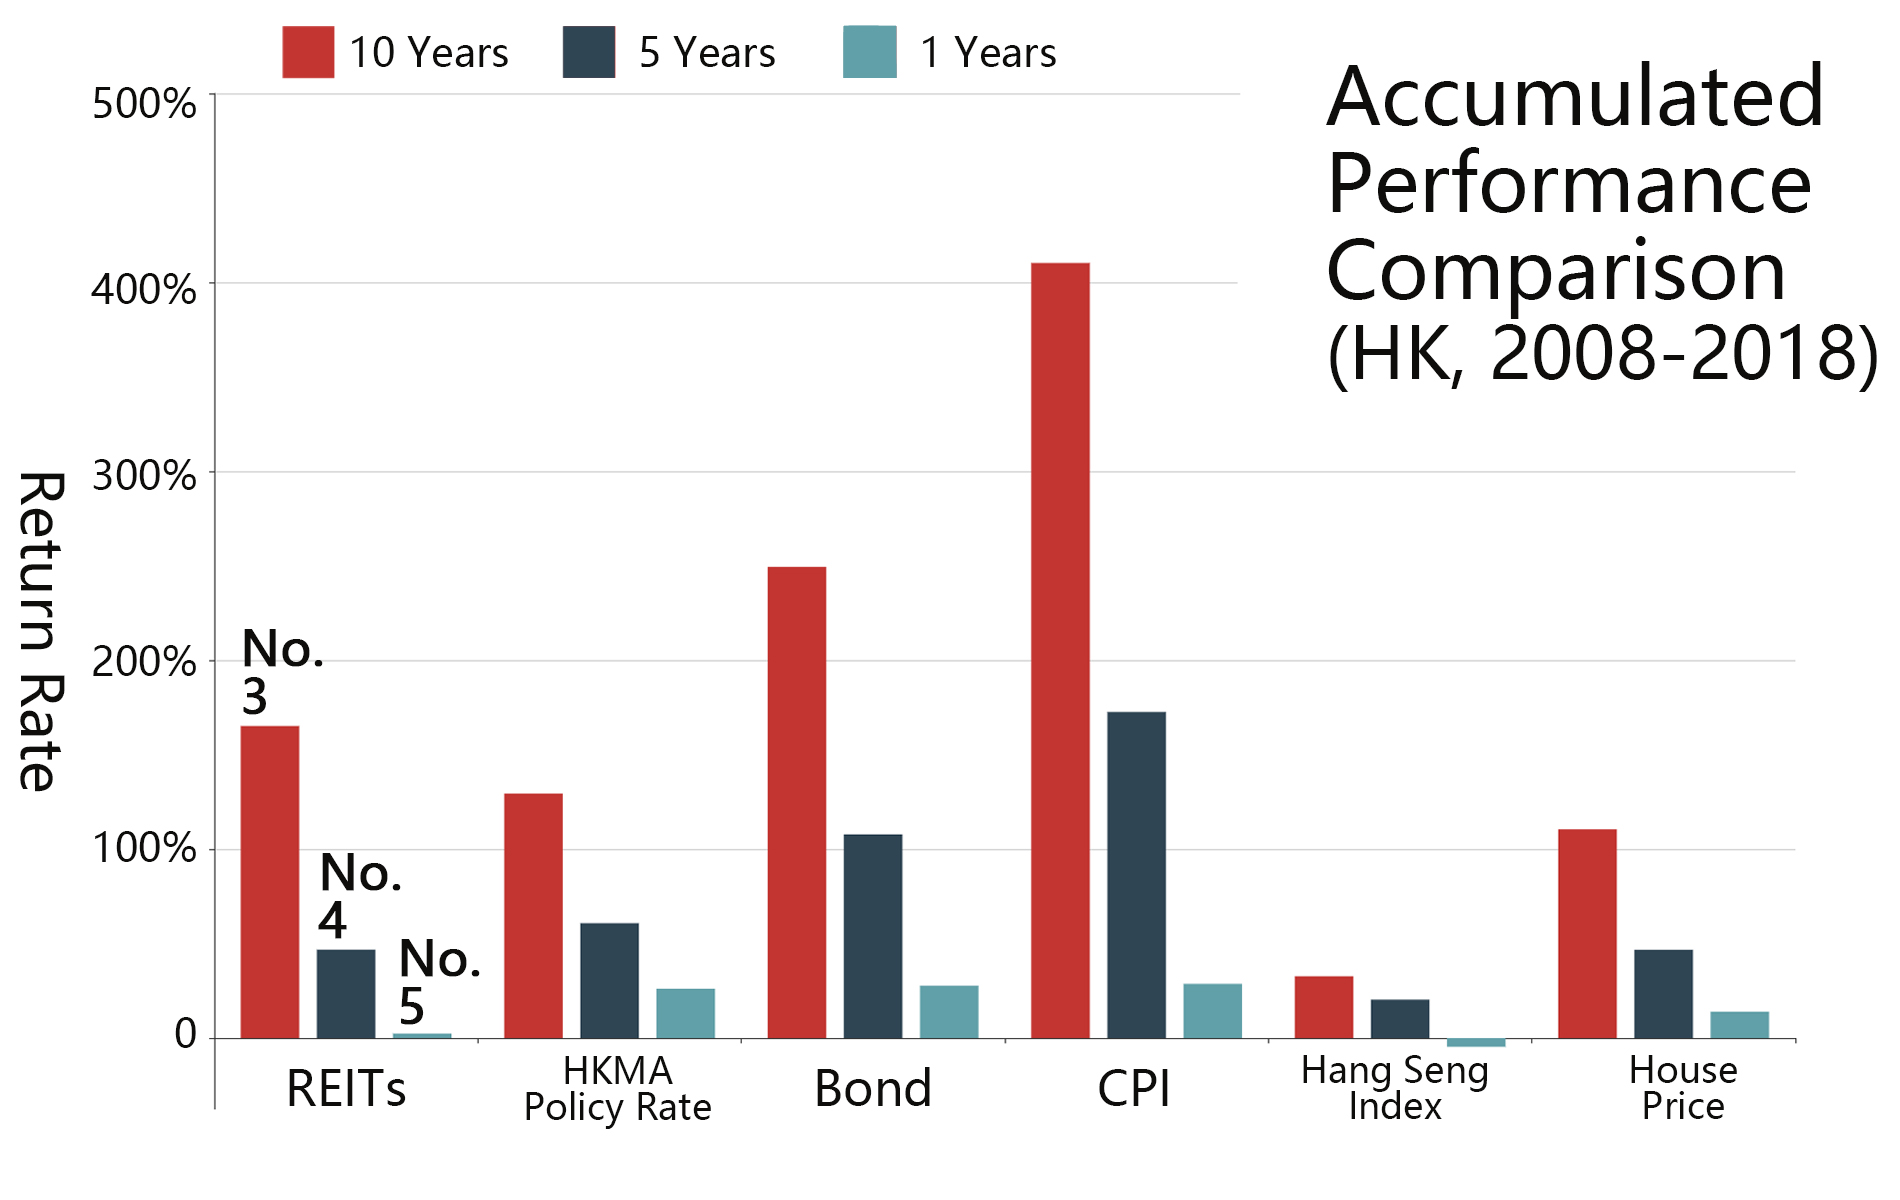 10 Years
5 Years
1 Years
Accumulated
Performance
Comparison
(HK, 2008-2018)
Return Rate
500%
400%
300%
200%
100%
0
No.
3
No.
4
No.
5
REITs
HKMA
Policy Rate
Bond
CPI
Hang Seng
Index
House
Price